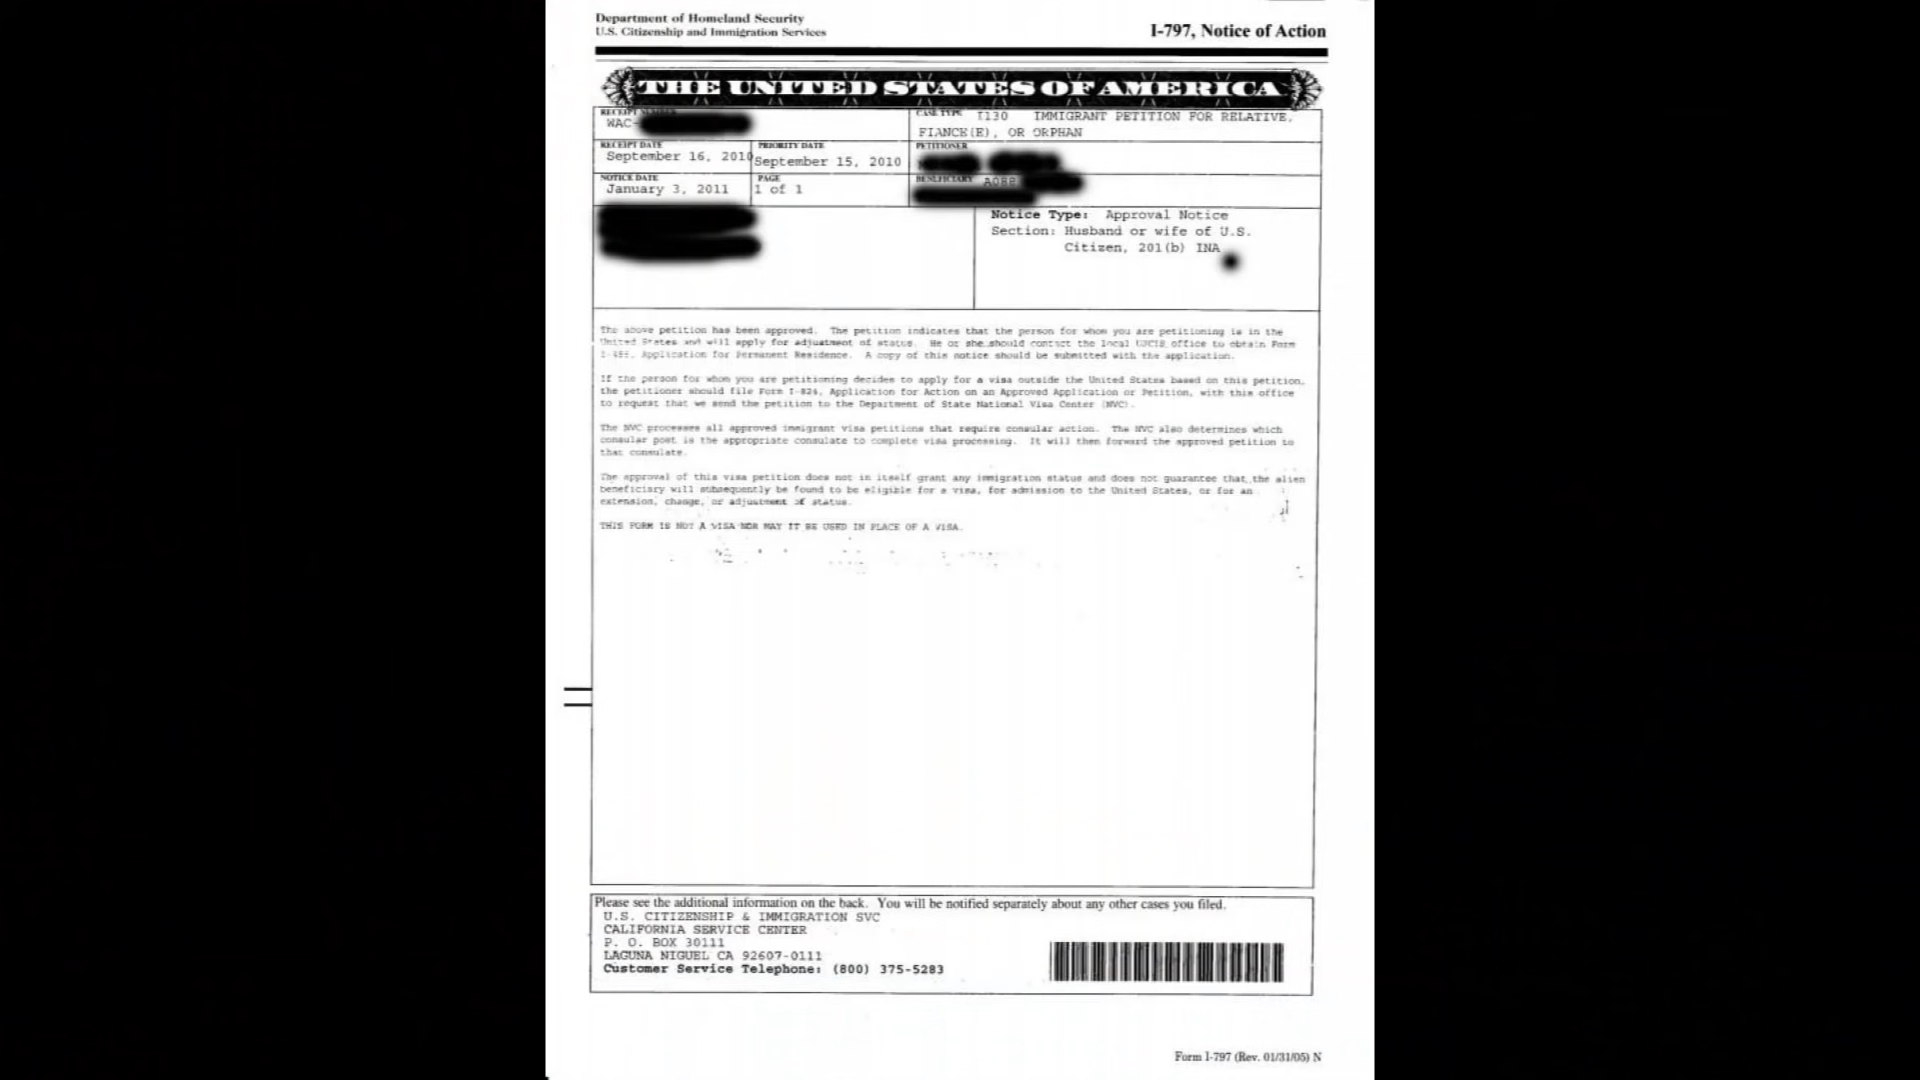 Department of Homeland Security
U.S. Citizenship and Immigration Services
I-797, Notice of Action
THE UNITED STATES OF AMERICA
RECEIPT NUMBER
WAC-
CASE TYPE I130 IMMIGRANT PETITION FOR RELATIVE,
FIANCE(E), OR ORPHAN
RECEIPT DATE
September 16, 2010
PRIORITY DATE
September 15, 2010
PETITIONER
NOTICE DATE
January 3, 2011
PAGE
1 of 1
BENEFICIARY A088
Notice Type: Approval Notice
Section: Husband or wife of U.S.
Citizen, 201(b) INA
The above petition has been approved. The petition indicates that the person for whom you are petitioning is in the
United States and will apply for adjustment of status. He or she should contact the local USCIS office to obtain Form
I-485, Application for Permanent Residence. A copy of this notice should be submitted with the application.
If the person for whom you are petitioning decides to apply for a visa outside the United States based on this petition,
the petitioner should file Form I-824, Application for Action on an Approved Application or Petition, with this office
to request that we send the petition to the Department of State National Visa Center (NVC).
The NVC processes all approved immigrant visa petitions that require consular action. The NVC also determines which
consular post is the appropriate consulate to complete visa processing. It will then forward the approved petition to
that consulate.
The approval of this visa petition does not in itself grant any immigration status and does not guarantee that the alien
beneficiary will subsequently be found to be eligible for a visa, for admission to the United States, or for an
extension, change, or adjustment of status.
THIS FORM IS NOT A VISA NOR MAY IT BE USED IN PLACE OF A VISA.
Please see the additional information on the back. You will be notified separately about any other cases you filed.
U.S. CITIZENSHIP & IMMIGRATION SVC
CALIFORNIA SERVICE CENTER
P. O. BOX 30111
LAGUNA NIGUEL CA 92607-0111
Customer Service Telephone: (800) 375-5283
Form I-797 (Rev. 01/31/05) N